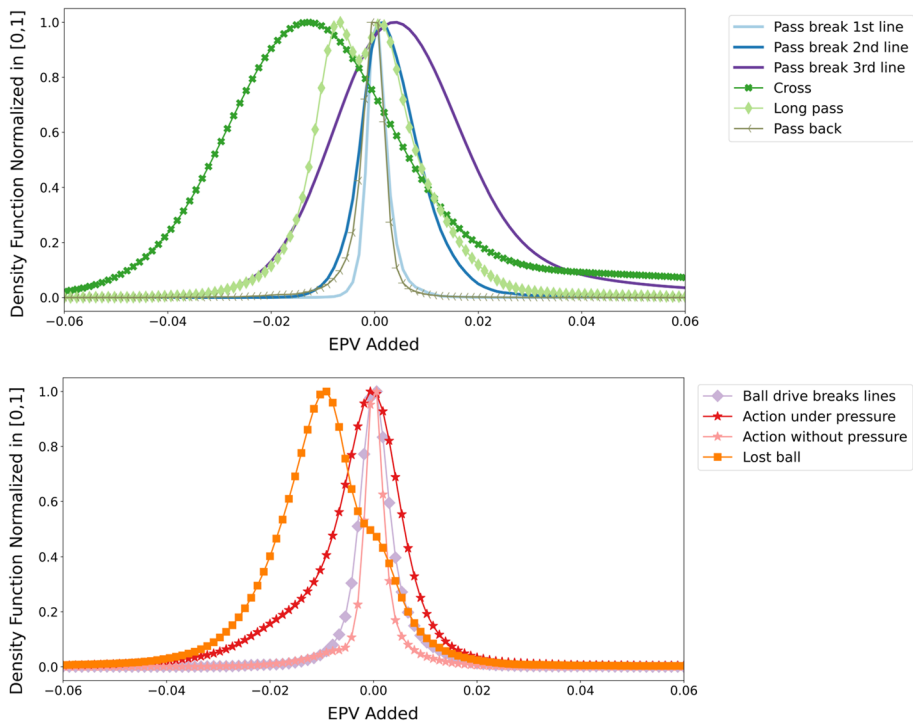 Density Function Normalized in [0,1]
1.0
0.8
0.6
0.4
0.2
0.0
−0.06 −0.04 −0.02 0.00 0.02 0.04 0.06
EPV Added
Pass break 1st line
Pass break 2nd line
Pass break 3rd line
Cross
Long pass
Pass back
Density Function Normalized in [0,1]
1.0
0.8
0.6
0.4
0.2
0.0
−0.06 −0.04 −0.02 0.00 0.02 0.04 0.06
EPV Added
Ball drive breaks lines
Action under pressure
Action without pressure
Lost ball